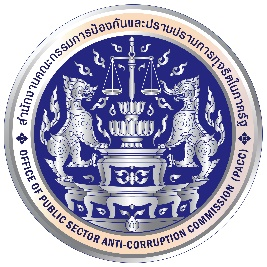 สำนักงานคณะกรรมการป้องกันและปราบปรามการทุจริตในภาครัฐ
OFFICE OF PUBLIC SECTOR ANTI-CORRUPTION COMMISSION (PACC)